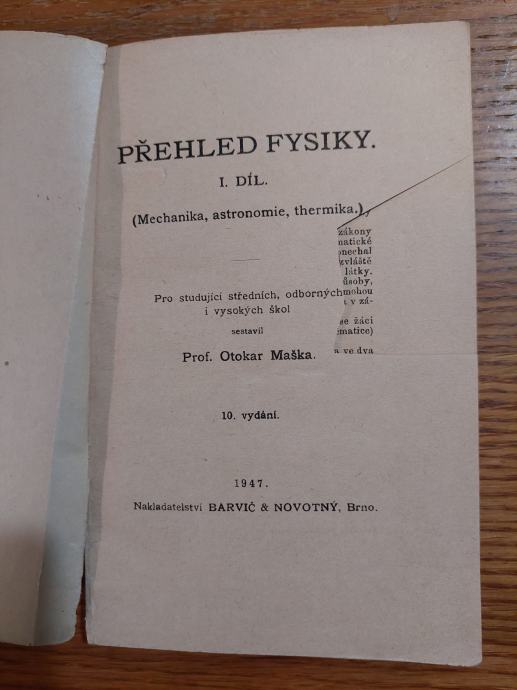 PŘEHLED FYSIKY.
I. DÍL.
(Mechanika, astronomie, thermika.)
zákony
matické
onechal
zvláště
látky.
ůsoby,
Pro studující středních, odborných mohou
i vysokých škol
v zá-
sestavil
se žáci
ematice)
Prof. Otokar Maška.
a ve dva
10. vydání.
1947.
Nakladatelství BARVIČ & NOVOTNÝ, Brno.